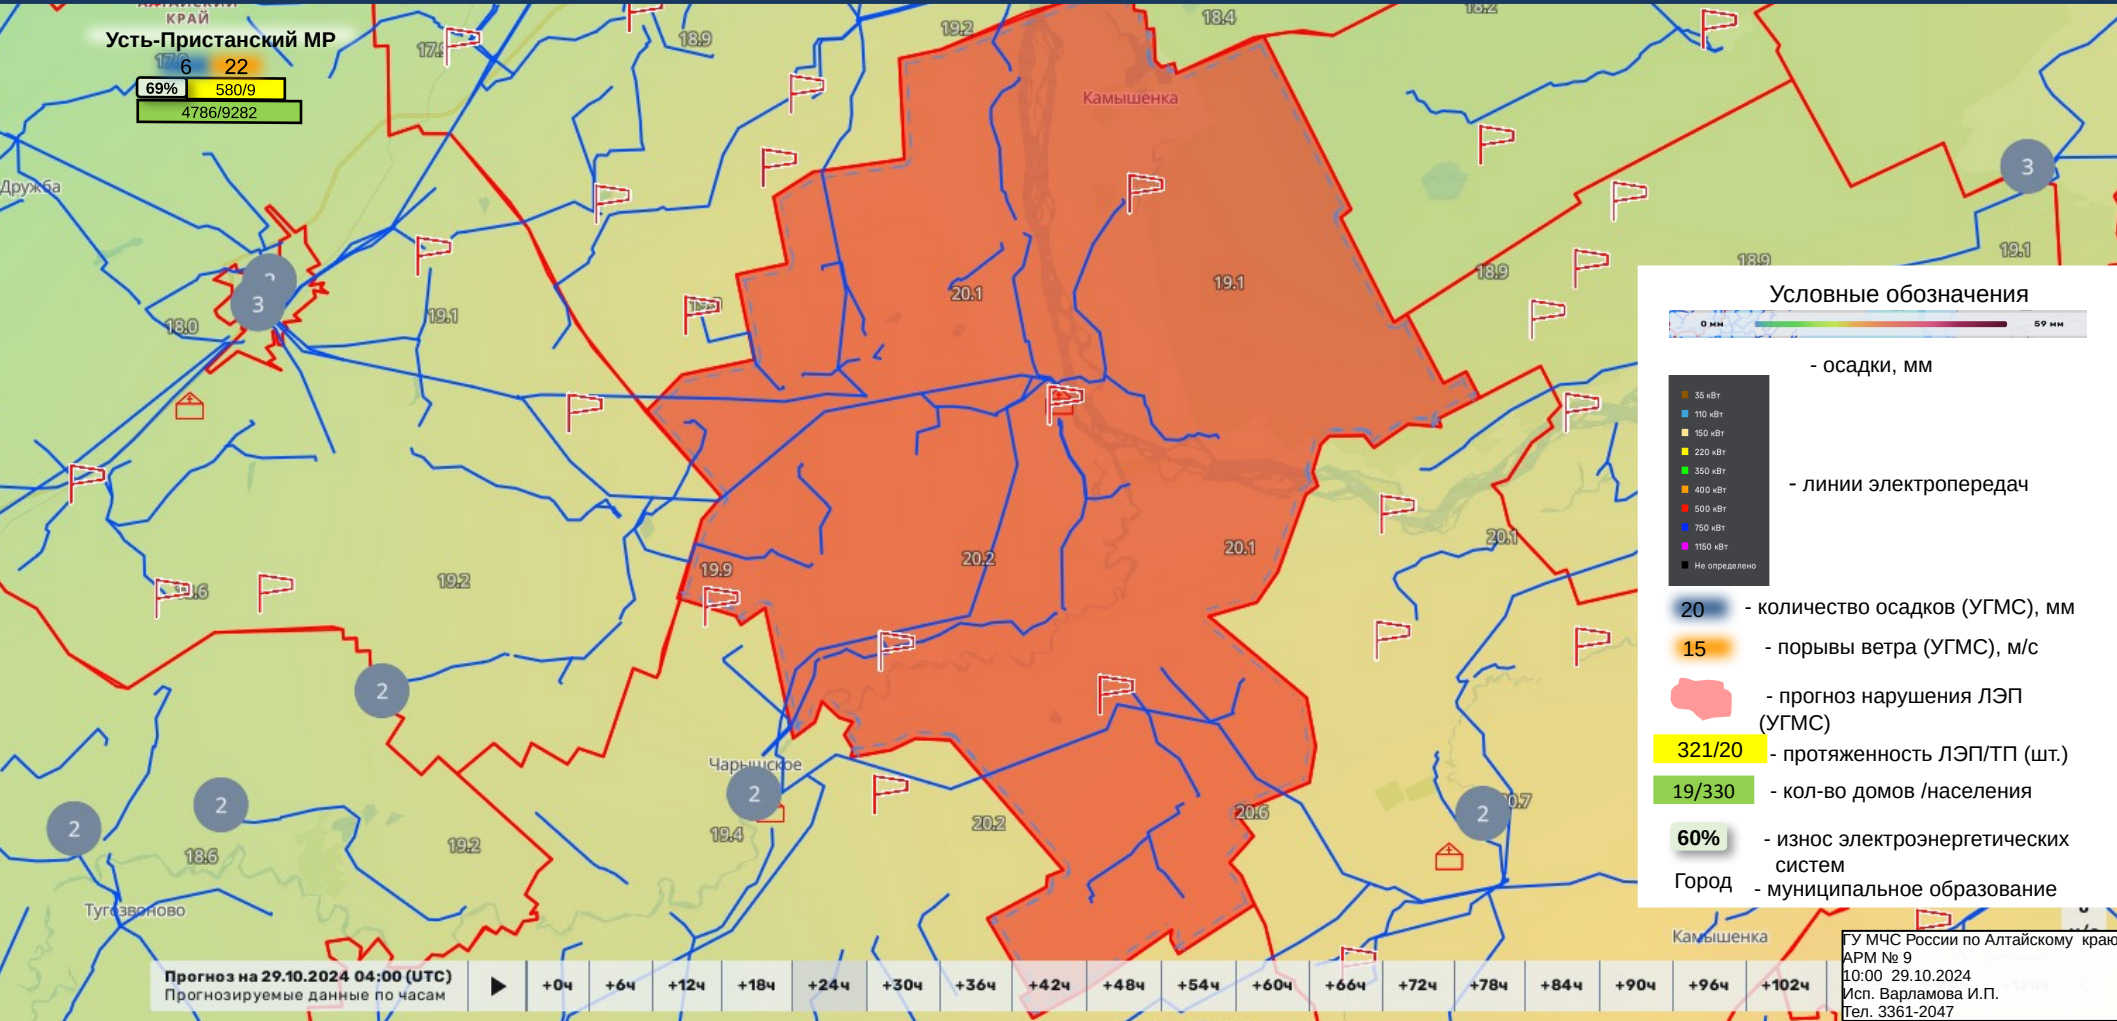 АЛТАЙСКИЙ
КРАЙ
Усть-Пристанский МР
6 22
69% 580/9
4786/9282
18.9
19.2
18.4
18.2
Камышенка
Дружба
3
3
18.0
19.1
20.1
19.1
18.9
18.9
19.1
19.2
19.9
20.2
20.1
20.1
2
Чарышское
2
2
2
2
18.6
19.2
19.4
20.2
20.6
Тугозвоново
Камышенка
Условные обозначения
0 мм 59 мм
- осадки, мм
35 кВт
110 кВт
150 кВт
220 кВт
350 кВт
400 кВт
500 кВт
750 кВт
1150 кВт
Не определено
- линии электропередач
20 - количество осадков (УГМС), мм
15 - порывы ветра (УГМС), м/с
- прогноз нарушения ЛЭП
(УГМС)
321/20 - протяженность ЛЭП/ТП (шт.)
19/330 - кол-во домов /населения
60% - износ электроэнергетических
систем
Город - муниципальное образование
Прогноз на 29.10.2024 04:00 (UTC)
Прогнозируемые данные по часам
+0ч +6ч +12ч +18ч +24ч +30ч +36ч +42ч +48ч +54ч +60ч +66ч +72ч +78ч +84ч +90ч +96ч +102ч
ГУ МЧС России по Алтайскому краю
АРМ № 9
10:00 29.10.2024
Исп. Варламова И.П.
Тел. 3361-2047